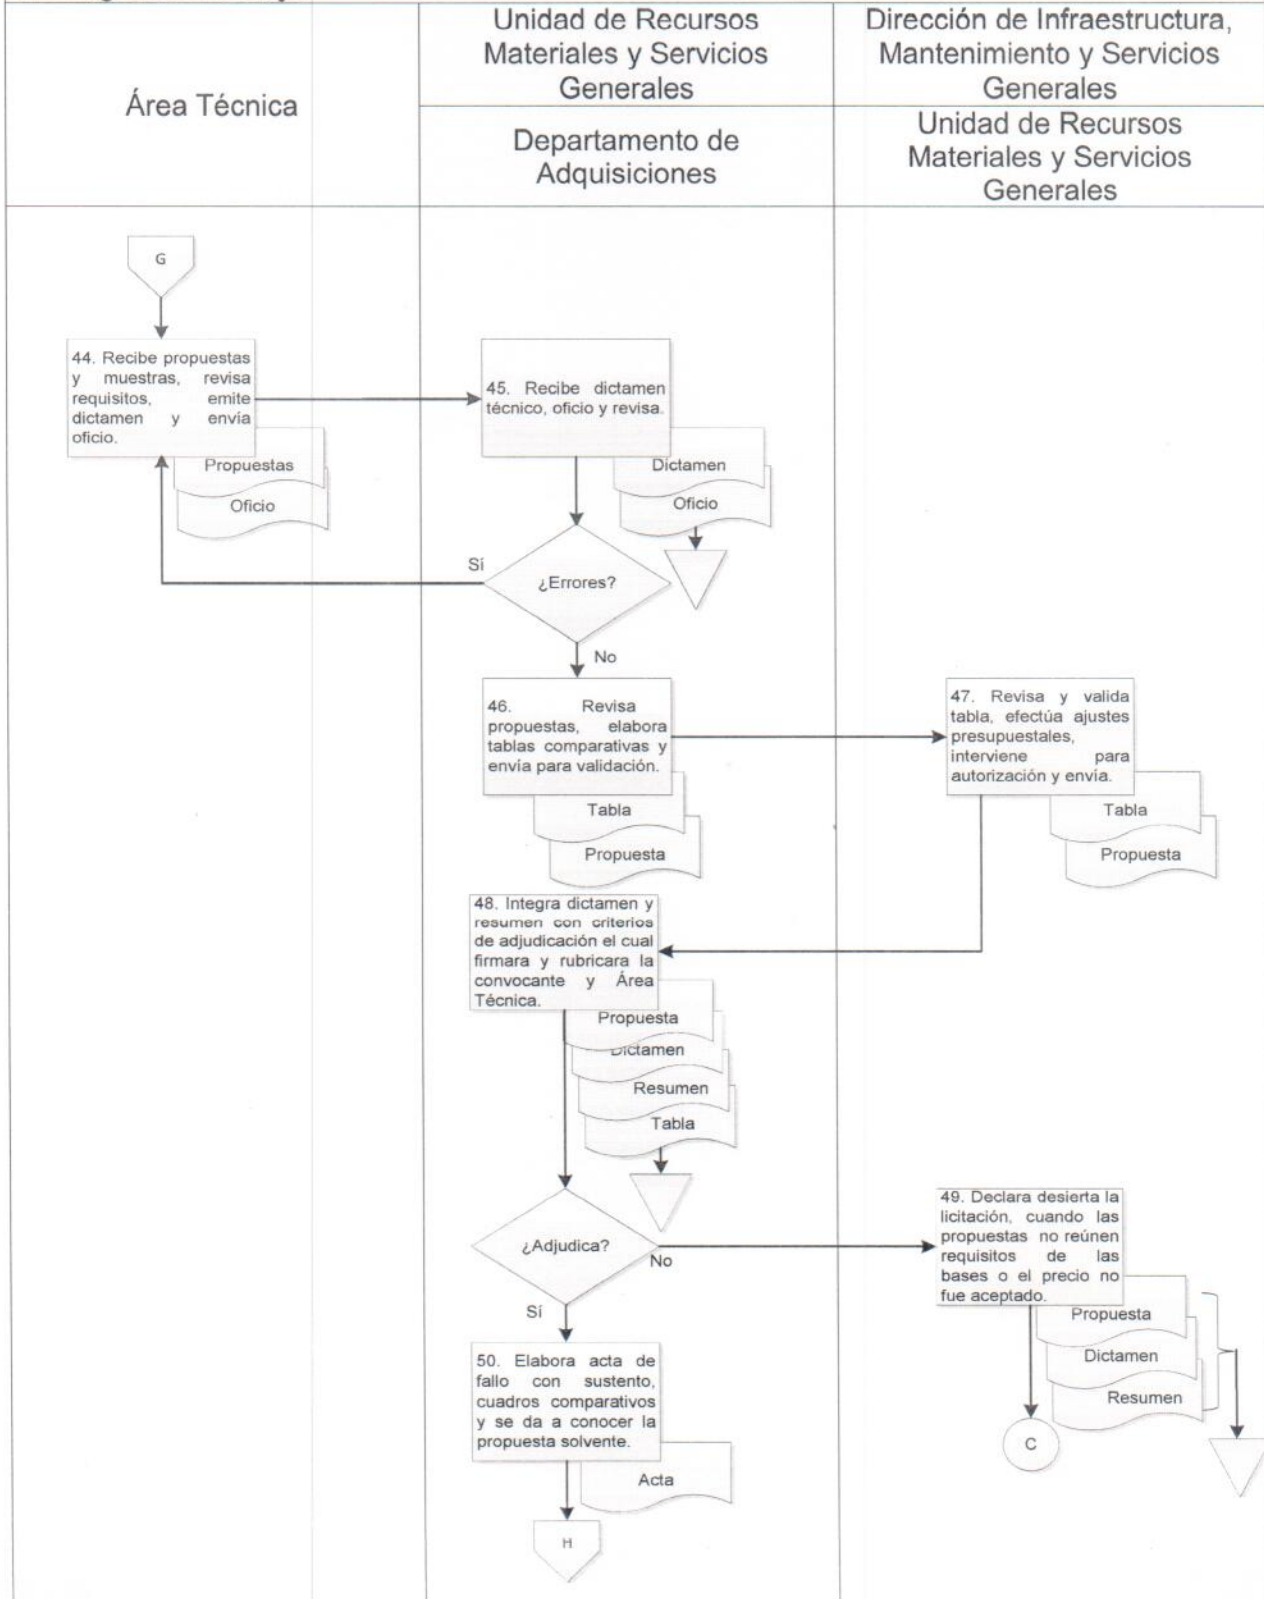 Unidad de Recursos
Materiales y Servicios
Generales
Dirección de Infraestructura,
Mantenimiento y Servicios
Generales
Área Técnica
Departamento de
Adquisiciones
Unidad de Recursos
Materiales y Servicios
Generales
G
44. Recibe propuestas
y muestras, revisa
requisitos, emite
dictamen y envía
oficio.
Propuestas
Oficio
45. Recibe dictamen
técnico, oficio y revisa.
Dictamen
Oficio
Sí
¿Errores?
No
46. Revisa
propuestas, elabora
tablas comparativas y
envía para validación.
Tabla
Propuesta
47. Revisa y valida
tabla, efectúa ajustes
presupuestales,
interviene para
autorización y envía.
Tabla
Propuesta
48. Integra dictamen y
resumen con criterios
de adjudicación el cual
firmara y rubricara la
convocante y Área
Técnica.
Propuesta
Dictamen
Resumen
Tabla
¿Adjudica?
No
Sí
49. Declara desierta la
licitación, cuando las
propuestas no reúnen
requisitos de las
bases o el precio no
fue aceptado.
Propuesta
Dictamen
Resumen
C
50. Elabora acta de
fallo con sustento,
cuadros comparativos
y se da a conocer la
propuesta solvente.
Acta
H